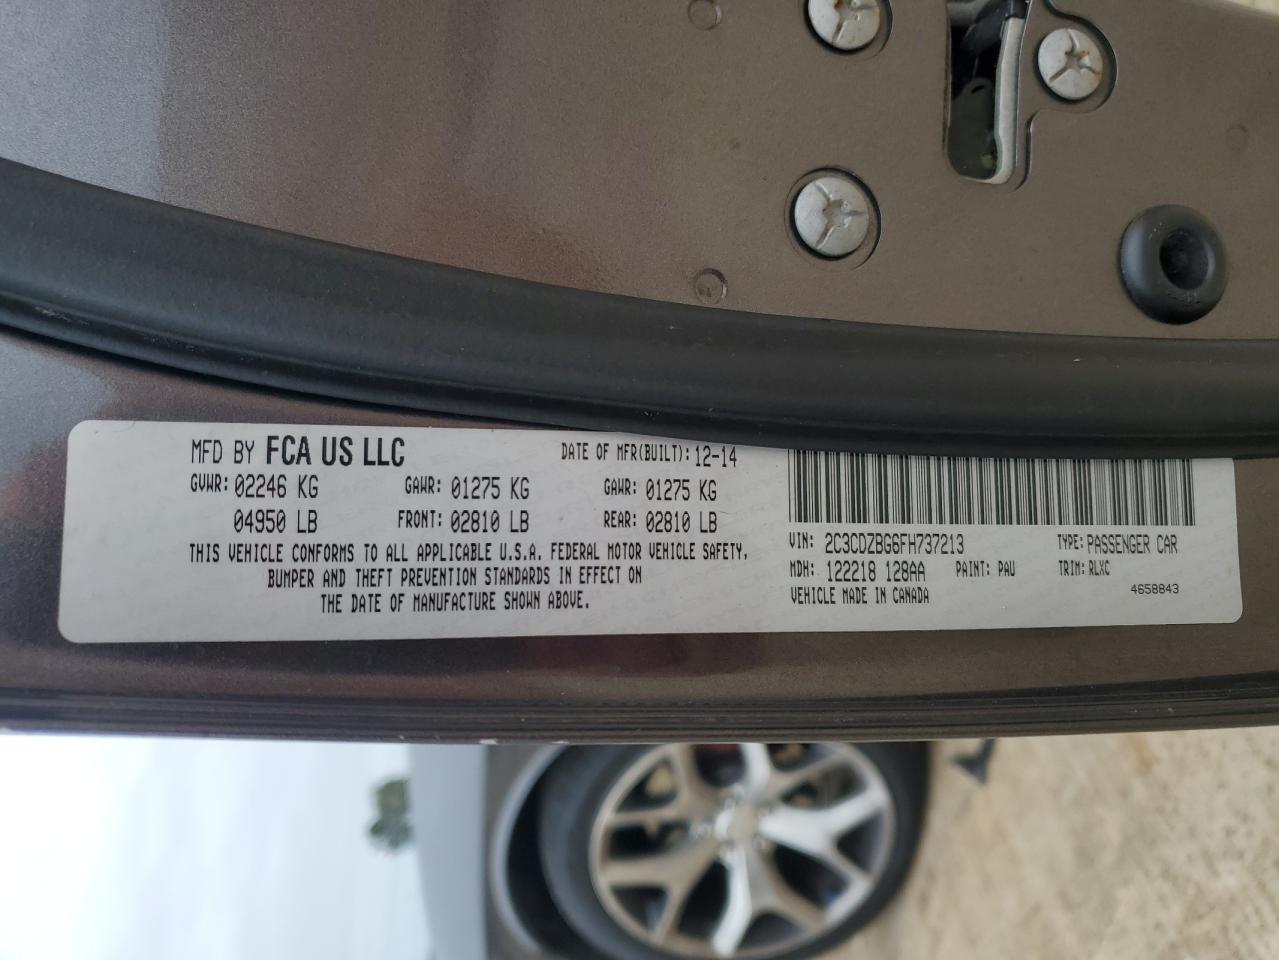 MFD BY FCA US LLC DATE OF MFR(BUILT): 12-14
GVWR: 02246 KG GAWR: 01275 KG GAWR: 01275 KG
04950 LB FRONT: 02810 LB REAR: 02810 LB
THIS VEHICLE CONFORMS TO ALL APPLICABLE U.S.A. FEDERAL MOTOR VEHICLE SAFETY,
BUMPER AND THEFT PREVENTION STANDARDS IN EFFECT ON
THE DATE OF MANUFACTURE SHOWN ABOVE.
VIN: 2C3CDZBG6FH737213 TYPE: PASSENGER CAR
MDH: 122218 128AA PAINT: PAU TRIM: RLXC
VEHICLE MADE IN CANADA 4658843